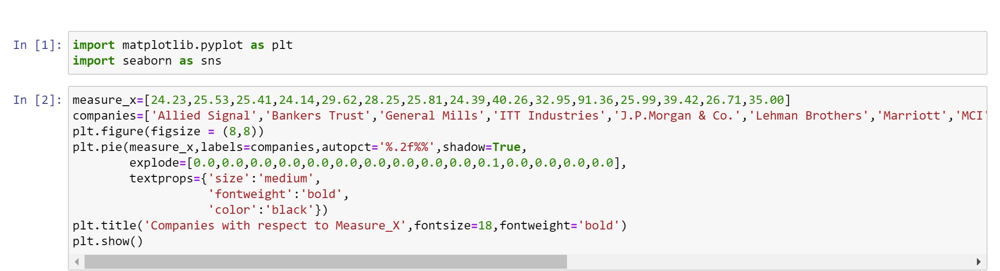 In [1]: import matplotlib.pyplot as plt
import seaborn as sns
In [2]: measure_x=[24.23,25.53,25.41,24.14,29.62,28.25,25.81,24.39,40.26,32.95,91.36,25.99,39.42,26.71,35.00]
companies=['Allied Signal','Bankers Trust','General Mills','ITT Industries','J.P.Morgan & Co.','Lehman Brothers','Marriott','MCI'
plt.figure(figsize = (8,8))
plt.pie(measure_x,labels=companies,autopct='%.2f%%',shadow=True,
explode=[0.0,0.0,0.0,0.0,0.0,0.0,0.0,0.0,0.0,0.0,0.1,0.0,0.0,0.0,0.0],
textprops={'size':'medium',
'fontweight':'bold',
'color':'black'})
plt.title('Companies with respect to Measure_X',fontsize=18,fontweight='bold')
plt.show()